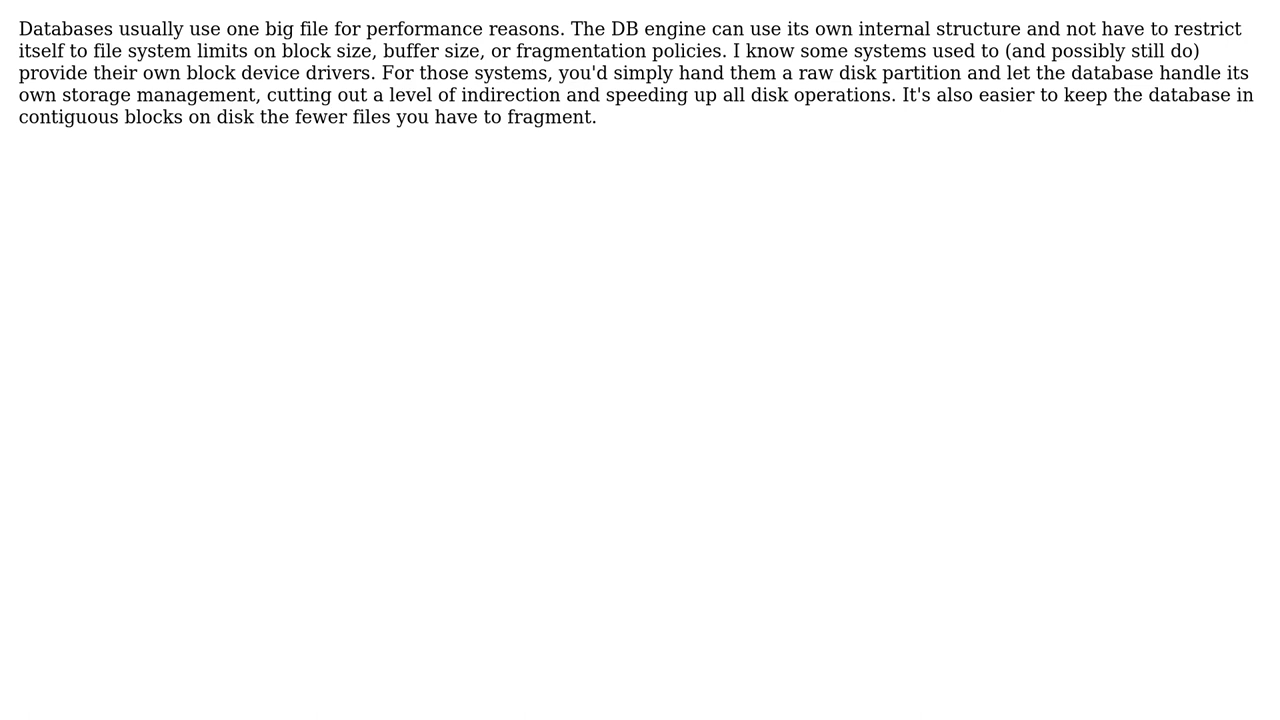 Databases usually use one big file for performance reasons. The DB engine can use its own internal structure and not have to restrict
itself to file system limits on block size, buffer size, or fragmentation policies. I know some systems used to (and possibly still do)
provide their own block device drivers. For those systems, you'd simply hand them a raw disk partition and let the database handle its
own storage management, cutting out a level of indirection and speeding up all disk operations. It's also easier to keep the database in
contiguous blocks on disk the fewer files you have to fragment.